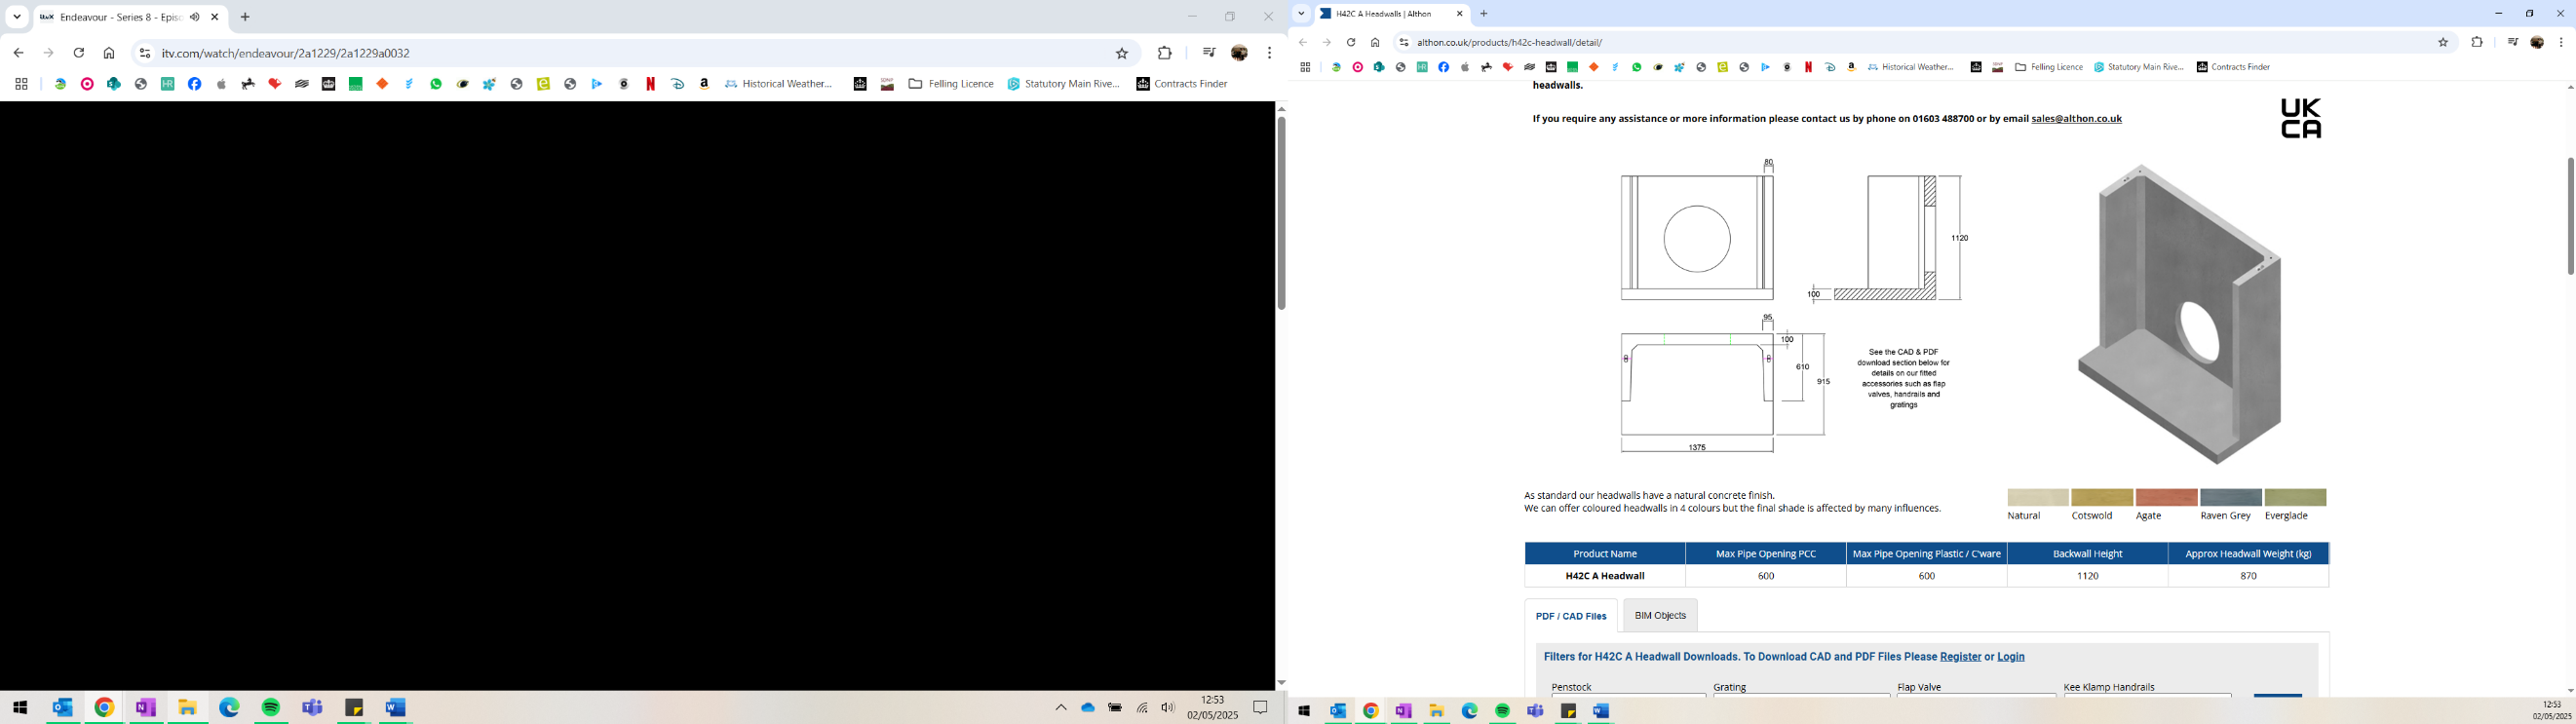 Endeavour - Series 8 - Episo
itv.com/watch/endeavour/2a1229/2a1229a0032
Historical Weather...
Felling Licence
Statutory Main Rive...
Contracts Finder
12:53
02/05/2025
H42C A Headwalls | Althon
althon.co.uk/products/h42c-headwall/detail/
Historical Weather...
Felling Licence
Statutory Main Rive...
Contracts Finder
headwalls.
If you require any assistance or more information please contact us by phone on 01603 488700 or by email sales@althon.co.uk
UK
CA
80
1120
100
95
100
610
915
1375
See the CAD & PDF
download section below for
details on our fitted
accessories such as flap
valves, handrails and
gratings
As standard our headwalls have a natural concrete finish.
We can offer coloured headwalls in 4 colours but the final shade is affected by many influences.
Natural Cotswold Agate Raven Grey Everglade
Product Name Max Pipe Opening PCC Max Pipe Opening Plastic / C'ware Backwall Height Approx Headwall Weight (kg)
H42C A Headwall 600 600 1120 870
PDF / CAD Files BIM Objects
Filters for H42C A Headwall Downloads. To Download CAD and PDF Files Please Register or Login
Penstock Grating Flap Valve Kee Klamp Handrails
12:53
02/05/2025